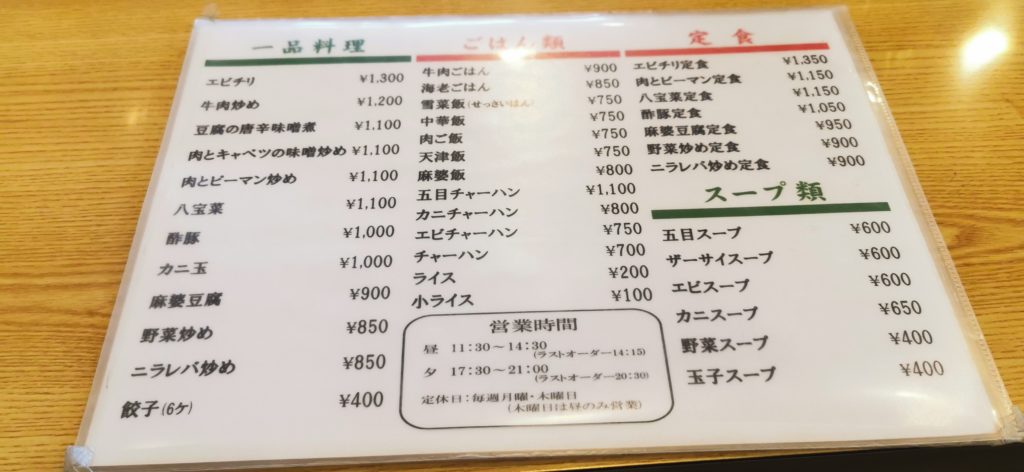 一品料理
エビチリ ¥1,300
牛肉炒め ¥1,200
豆腐の唐辛味噌煮 ¥1,100
肉とキャベツの味噌炒め ¥1,100
肉とピーマン炒め ¥1,100
八宝菜 ¥1,100
酢豚 ¥1,000
カニ玉 ¥1,000
麻婆豆腐 ¥900
野菜炒め ¥850
ニラレバ炒め ¥850
餃子(6ケ) ¥400
ごはん類
牛肉ごはん ¥900
海老ごはん ¥850
雪菜飯(せっさいはん) ¥750
中華飯 ¥750
肉ご飯 ¥750
天津飯 ¥750
麻婆飯 ¥800
五目チャーハン ¥1,100
カニチャーハン ¥800
エビチャーハン ¥750
チャーハン ¥700
ライス ¥200
小ライス ¥100
営業時間
昼 11:30～14:30
(ラストオーダー14:15)
夕 17:30～21:00
(ラストオーダー20:30)
定休日:毎週月曜・木曜日
(木曜日は昼のみ営業)
定食
エビチリ定食 ¥1,350
肉とピーマン定食 ¥1,150
八宝菜定食 ¥1,150
酢豚定食 ¥1,050
麻婆豆腐定食 ¥950
野菜炒め定食 ¥900
ニラレバ炒め定食 ¥900
スープ類
五目スープ ¥600
ザーサイスープ ¥600
エビスープ ¥600
カニスープ ¥650
野菜スープ ¥400
玉子スープ ¥400